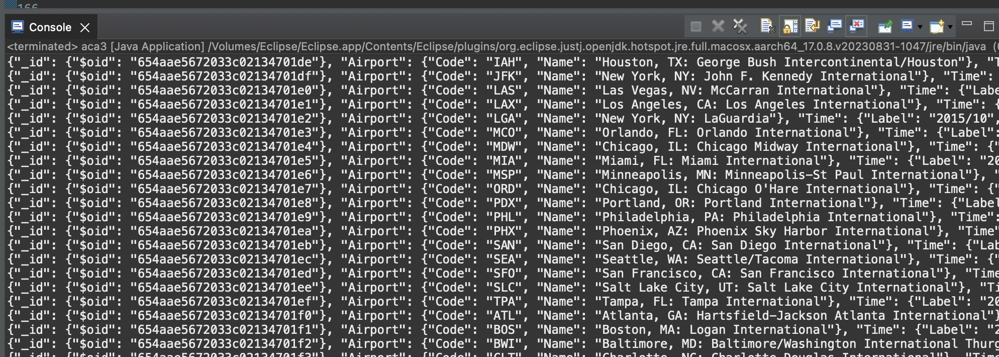 166
Console
<terminated> aca3 [Java Application] /Volumes/Eclipse/Eclipse.app/Contents/Eclipse/plugins/org.eclipse.justj.openjdk.hotspot.jre.full.macosx.aarch64_17.0.8.v20230831-1047/jre/bin/java (
{"_id": {"$oid": "654aae5672033c02134701de"}, "Airport": {"Code": "IAH", "Name": "Houston, TX: George Bush Intercontinental/Houston"}, "T
{"_id": {"$oid": "654aae5672033c02134701df"}, "Airport": {"Code": "JFK", "Name": "New York, NY: John F. Kennedy International"}, "Time":
{"_id": {"$oid": "654aae5672033c02134701e0"}, "Airport": {"Code": "LAS", "Name": "Las Vegas, NV: McCarran International"}, "Time": {"Labe
{"_id": {"$oid": "654aae5672033c02134701e1"}, "Airport": {"Code": "LAX", "Name": "Los Angeles, CA: Los Angeles International"}, "Time": {
{"_id": {"$oid": "654aae5672033c02134701e2"}, "Airport": {"Code": "LGA", "Name": "New York, NY: LaGuardia"}, "Time": {"Label": "2015/10",
{"_id": {"$oid": "654aae5672033c02134701e3"}, "Airport": {"Code": "MCO", "Name": "Orlando, FL: Orlando International"}, "Time": {"Label":
{"_id": {"$oid": "654aae5672033c02134701e4"}, "Airport": {"Code": "MDW", "Name": "Chicago, IL: Chicago Midway International"}, "Time": {"
{"_id": {"$oid": "654aae5672033c02134701e5"}, "Airport": {"Code": "MIA", "Name": "Miami, FL: Miami International"}, "Time": {"Label": "20
{"_id": {"$oid": "654aae5672033c02134701e6"}, "Airport": {"Code": "MSP", "Name": "Minneapolis, MN: Minneapolis-St Paul International"}, "
{"_id": {"$oid": "654aae5672033c02134701e7"}, "Airport": {"Code": "ORD", "Name": "Chicago, IL: Chicago O'Hare International"}, "Time": {"
{"_id": {"$oid": "654aae5672033c02134701e8"}, "Airport": {"Code": "PDX", "Name": "Portland, OR: Portland International"}, "Time": {"Label
{"_id": {"$oid": "654aae5672033c02134701e9"}, "Airport": {"Code": "PHL", "Name": "Philadelphia, PA: Philadelphia International"}, "Time":
{"_id": {"$oid": "654aae5672033c02134701ea"}, "Airport": {"Code": "PHX", "Name": "Phoenix, AZ: Phoenix Sky Harbor International"}, "Time"
{"_id": {"$oid": "654aae5672033c02134701eb"}, "Airport": {"Code": "SAN", "Name": "San Diego, CA: San Diego International"}, "Time": {"Lab
{"_id": {"$oid": "654aae5672033c02134701ec"}, "Airport": {"Code": "SEA", "Name": "Seattle, WA: Seattle/Tacoma International"}, "Time": {"
{"_id": {"$oid": "654aae5672033c02134701ed"}, "Airport": {"Code": "SFO", "Name": "San Francisco, CA: San Francisco International"}, "Time
{"_id": {"$oid": "654aae5672033c02134701ee"}, "Airport": {"Code": "SLC", "Name": "Salt Lake City, UT: Salt Lake City International"}, "Ti
{"_id": {"$oid": "654aae5672033c02134701ef"}, "Airport": {"Code": "TPA", "Name": "Tampa, FL: Tampa International"}, "Time": {"Label": "20
{"_id": {"$oid": "654aae5672033c02134701f0"}, "Airport": {"Code": "ATL", "Name": "Atlanta, GA: Hartsfield-Jackson Atlanta International"}
{"_id": {"$oid": "654aae5672033c02134701f1"}, "Airport": {"Code": "BOS", "Name": "Boston, MA: Logan International"}, "Time": {"Label": "2
{"_id": {"$oid": "654aae5672033c02134701f2"}, "Airport": {"Code": "BWI", "Name": "Baltimore, MD: Baltimore/Washington International Thurg
{"_id": {"$oid": "654aae5672033c02134701f3"}, "Airport": {"Code": "CLT", "Name": "Charlotte, NC: Charlotte Douglas International"}, "Time